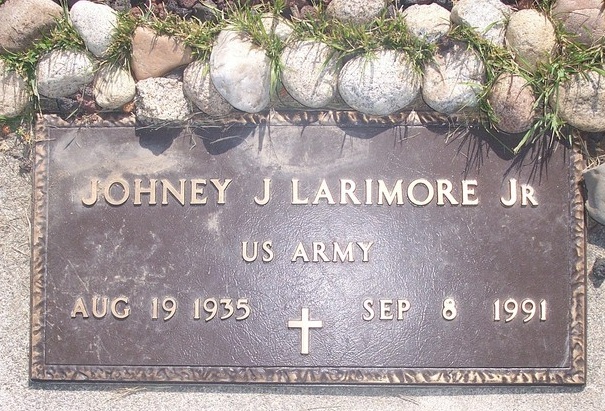 JOHNEY J LARIMORE JR
US ARMY
AUG 19 1935 SEP 8 1991